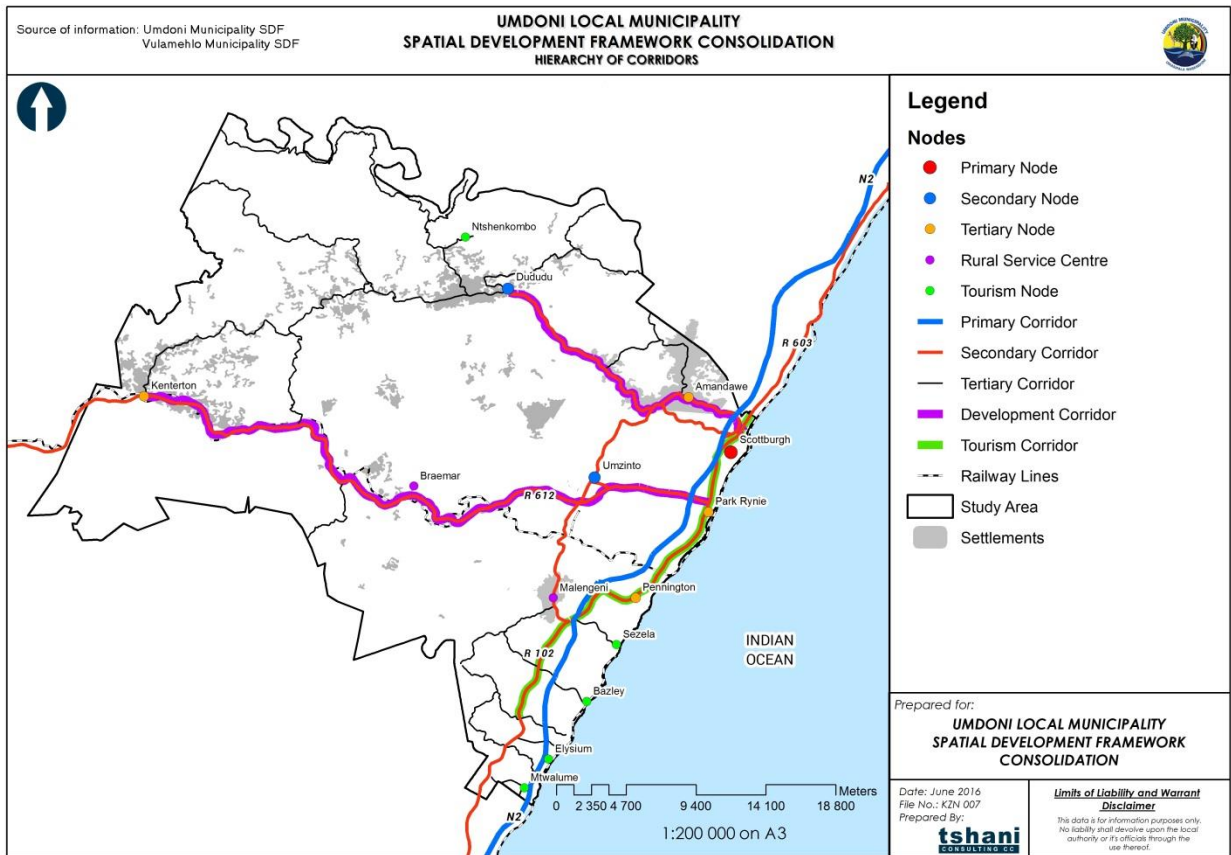 Source of information: Umdoni Municipality SDF
Vulamehlo Municipality SDF
UMDONI LOCAL MUNICIPALITY
SPATIAL DEVELOPMENT FRAMEWORK CONSOLIDATION
HIERARCHY OF CORRIDORS
N2
Ntshenkombo
Dududu
R 603
Kenterton
Amandawe
Scottburgh
Umzinto
Braemar
R 612
Park Rynie
Malengeni
Pennington
Sezela
INDIAN
OCEAN
R 102
Bazley
Elysium
Mtwalume
N2
Meters
0 2 350 4 700 9 400 14 100 18 800
1:200 000 on A3
Legend
Nodes
Primary Node
Secondary Node
Tertiary Node
Rural Service Centre
Tourism Node
Primary Corridor
Secondary Corridor
Tertiary Corridor
Development Corridor
Tourism Corridor
Railway Lines
Study Area
Settlements
Prepared for:
UMDONI LOCAL MUNICIPALITY
SPATIAL DEVELOPMENT FRAMEWORK
CONSOLIDATION
Date: June 2016
File No.: KZN 007
Prepared By:
tshani
CONSULTING CC
Limits of Liability and Warrant
Disclaimer
This data is for information purposes only.
No liability shall devolve upon the local
authority or it's officials through the
use thereof.